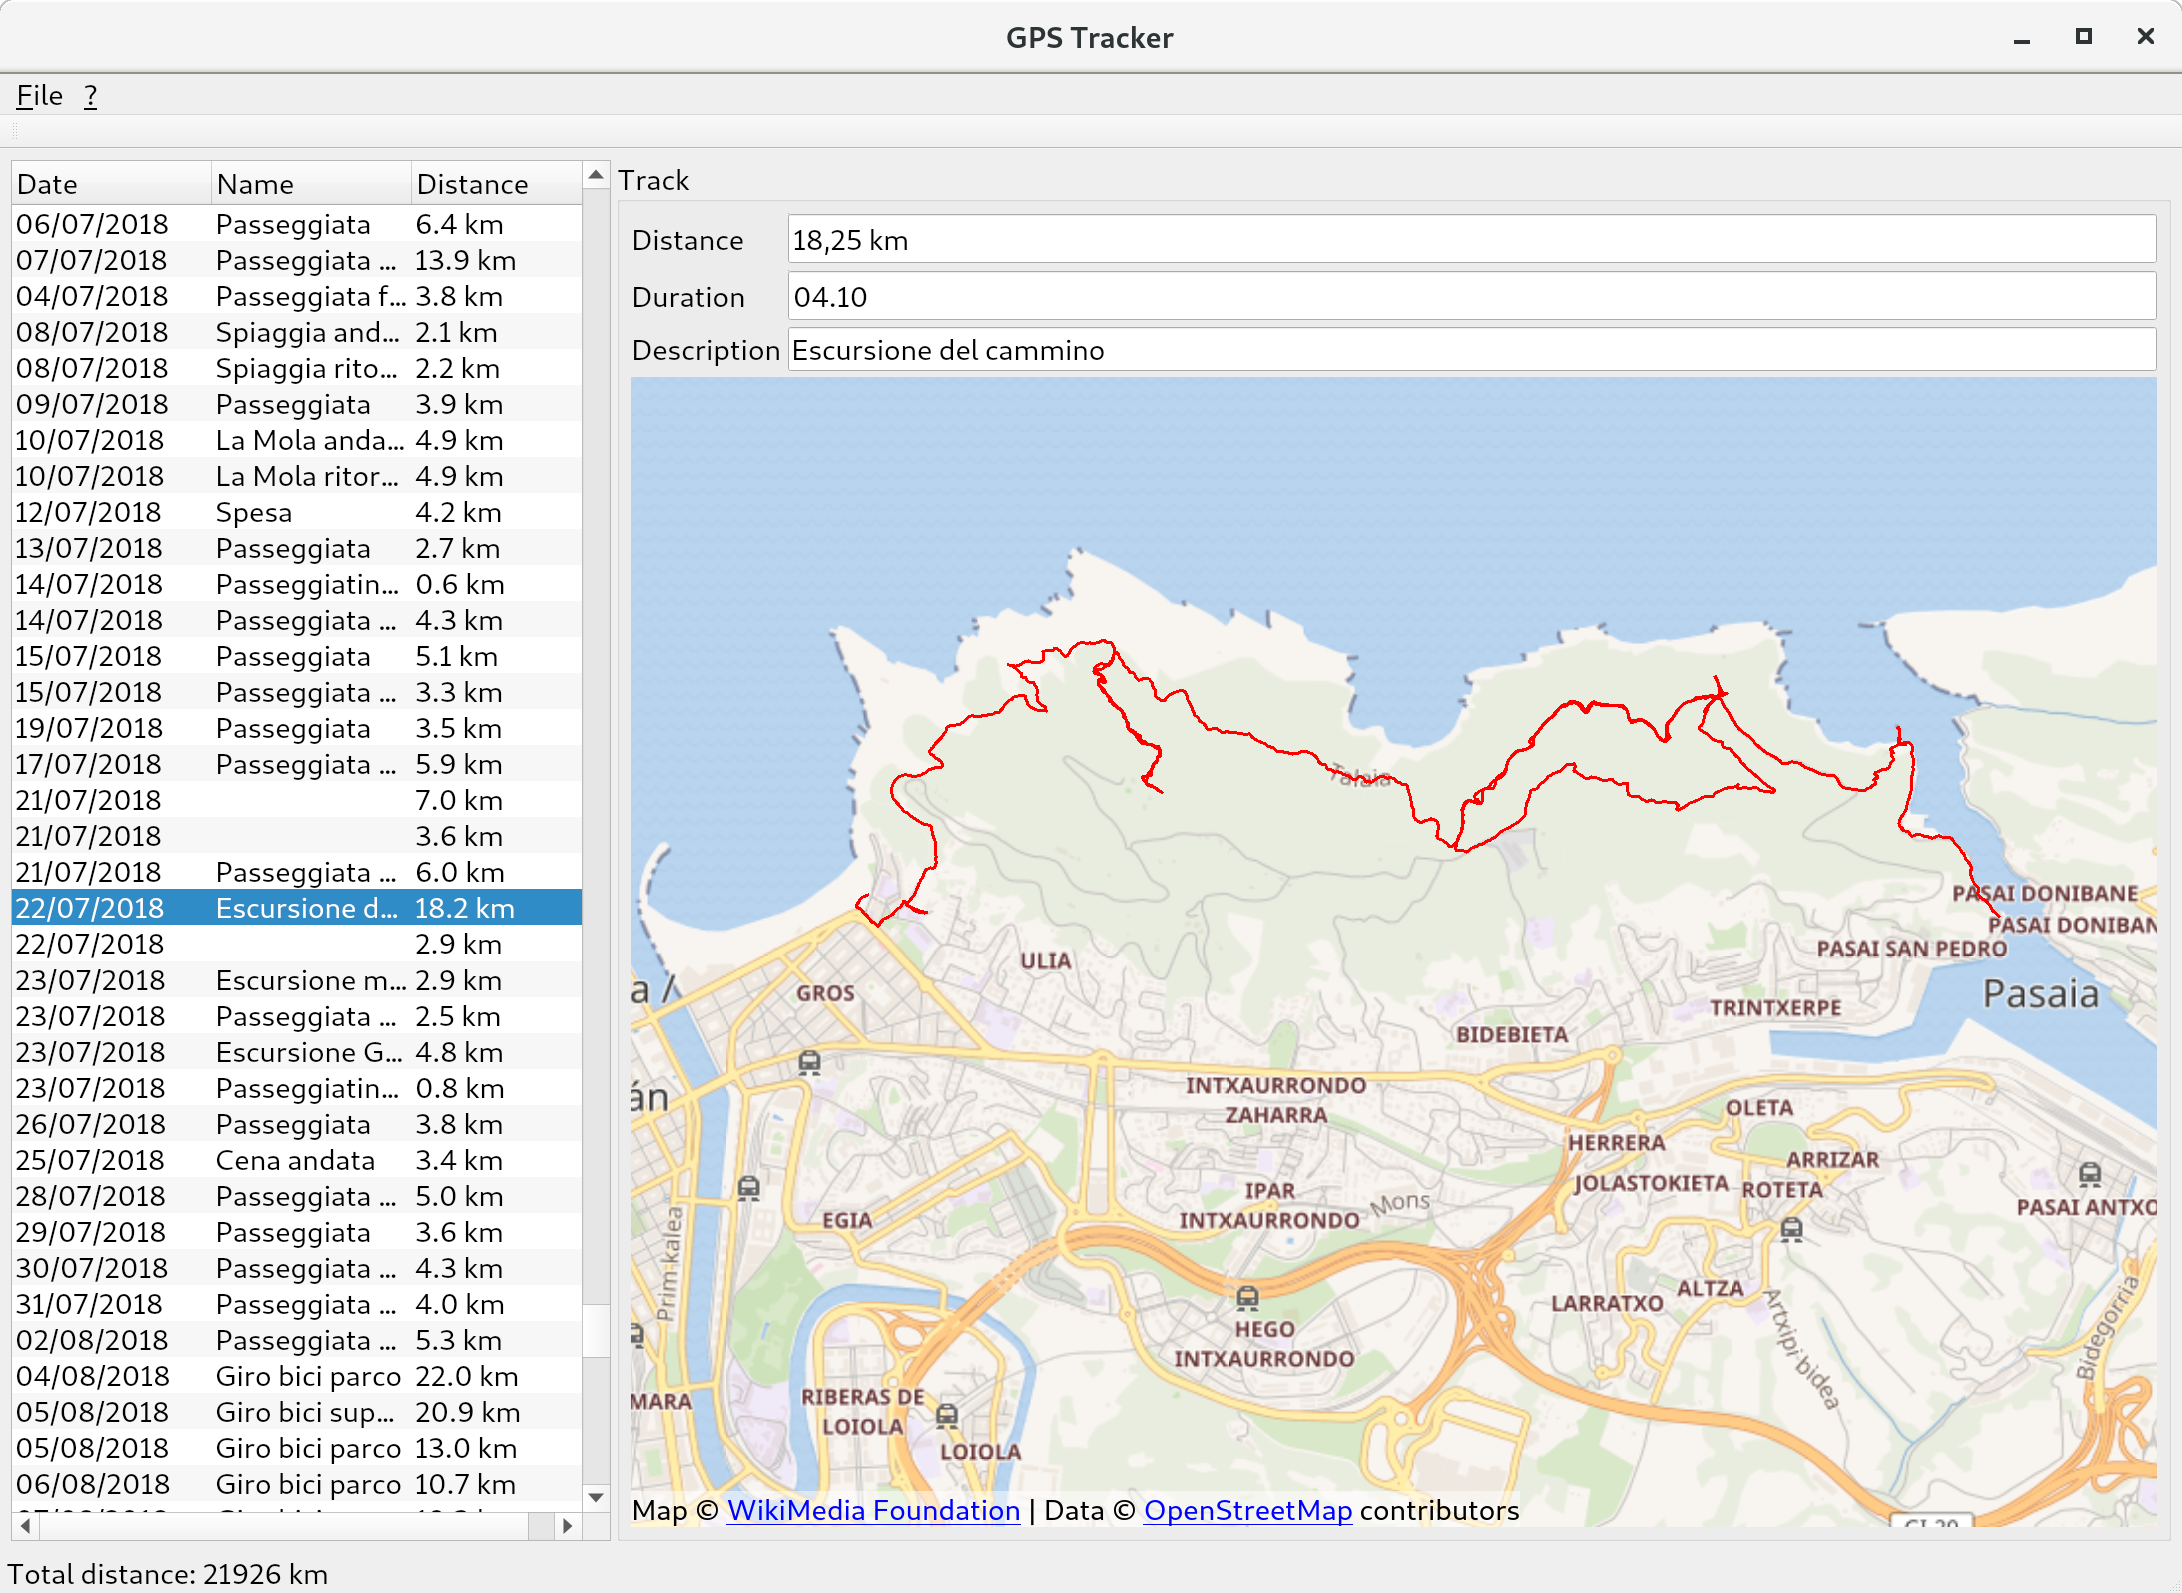 GPS Tracker
File ?
Date Name Distance
06/07/2018 Passeggiata 6.4 km
07/07/2018 Passeggiata ... 13.9 km
04/07/2018 Passeggiata f... 3.8 km
08/07/2018 Spiaggia and... 2.1 km
08/07/2018 Spiaggia rito... 2.2 km
09/07/2018 Passeggiata 3.9 km
10/07/2018 La Mola anda... 4.9 km
10/07/2018 La Mola ritor... 4.9 km
12/07/2018 Spesa 4.2 km
13/07/2018 Passeggiata 2.7 km
14/07/2018 Passeggiatin... 0.6 km
14/07/2018 Passeggiata ... 4.3 km
15/07/2018 Passeggiata 5.1 km
15/07/2018 Passeggiata ... 3.3 km
19/07/2018 Passeggiata 3.5 km
17/07/2018 Passeggiata ... 5.9 km
21/07/2018 7.0 km
21/07/2018 3.6 km
21/07/2018 Passeggiata ... 6.0 km
22/07/2018 Escursione d... 18.2 km
22/07/2018 2.9 km
23/07/2018 Escursione m... 2.9 km
23/07/2018 Passeggiata ... 2.5 km
23/07/2018 Escursione G... 4.8 km
23/07/2018 Passeggiatin... 0.8 km
26/07/2018 Passeggiata 3.8 km
25/07/2018 Cena andata 3.4 km
28/07/2018 Passeggiata ... 5.0 km
29/07/2018 Passeggiata 3.6 km
30/07/2018 Passeggiata ... 4.3 km
31/07/2018 Passeggiata ... 4.0 km
02/08/2018 Passeggiata ... 5.3 km
04/08/2018 Giro bici parco 22.0 km
05/08/2018 Giro bici sup... 20.9 km
05/08/2018 Giro bici parco 13.0 km
06/08/2018 Giro bici parco 10.7 km
Track
Distance 18,25 km
Duration 04.10
Description Escursione del cammino
Talaia
PASAI DONIBANE
PASAI DONIBAN
PASAI SAN PEDRO
ULIA
GROS
a /
Pasaia
TRINTXERPE
BIDEBIETA
INTXAURRONDO
ZAHARRA
án
OLETA
HERRERA
ARRIZAR
JOLASTOKIETA
ROTETA
IPAR
INTXAURRONDO
Mons
PASAI ANTXO
EGIA
Prim kalea
ALTZA
LARRATXO
Artxipi bidea
Bidegorria
HEGO
INTXAURRONDO
MARA
RIBERAS DE
LOIOLA
LOIOLA
Map © WikiMedia Foundation | Data © OpenStreetMap contributors
Total distance: 21926 km